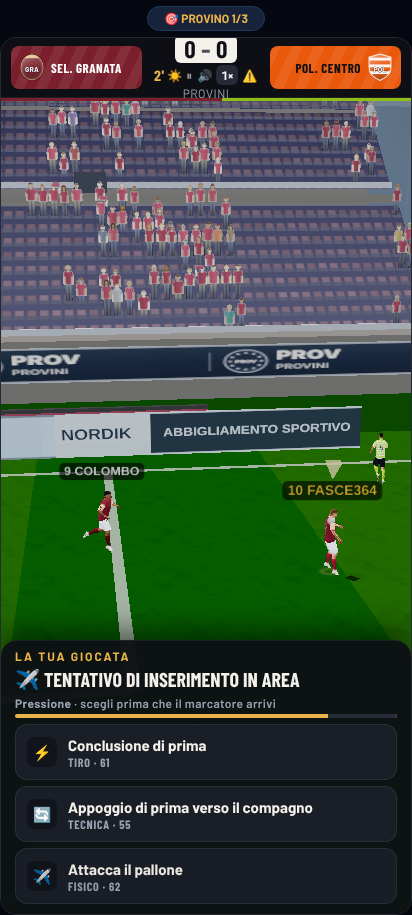 🎯 PROVINO 1/3
GRA SEL. GRANATA
0 - 0
POL. CENTRO POL
2' ☀️ ⏸ 🔊 1× ⚠️
PROVINI
PROV
PROVINI
PROV
PROVINI
NORDIK
ABBIGLIAMENTO SPORTIVO
9 COLOMBO
10 FASCE364
LA TUA GIOCATA
✈️ TENTATIVO DI INSERIMENTO IN AREA
Pressione · scegli prima che il marcatore arrivi
⚡ Conclusione di prima
TIRO · 61
🔄 Appoggio di prima verso il compagno
TECNICA · 55
✈️ Attacca il pallone
FISICO · 62